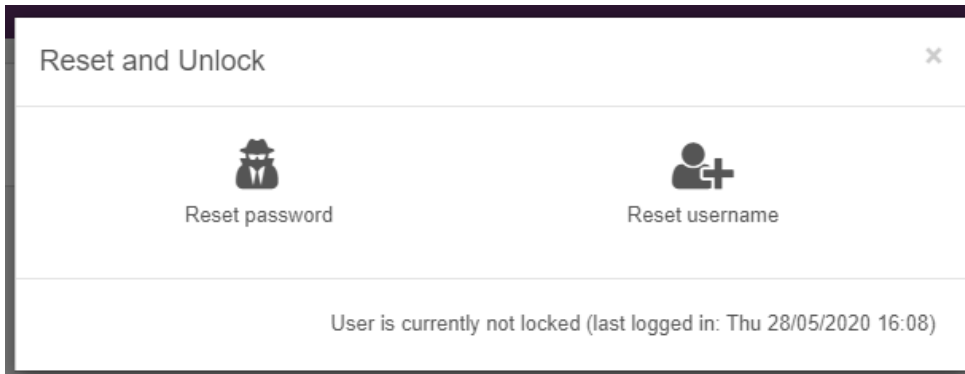 Reset and Unlock ×
Reset password Reset username
User is currently not locked (last logged in: Thu 28/05/2020 16:08)